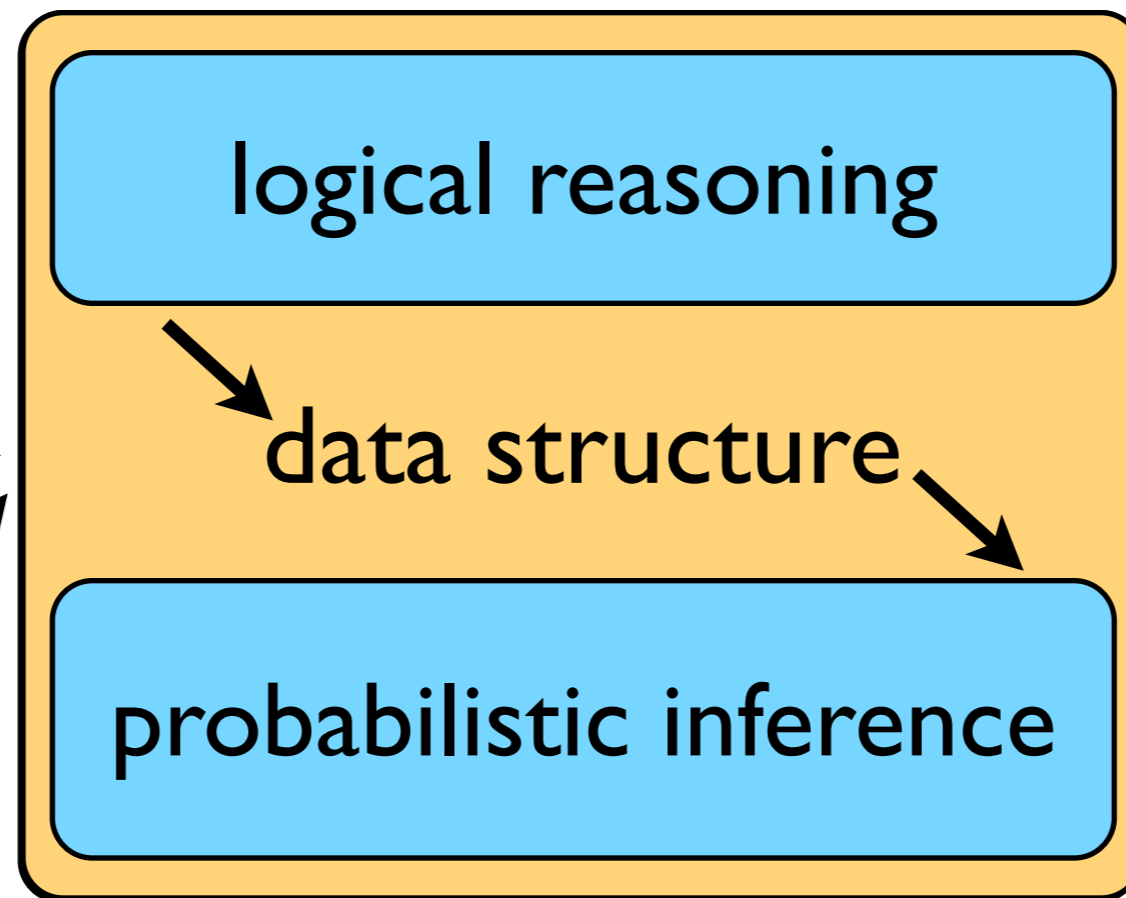 logical reasoning
data structure
probabilistic inference